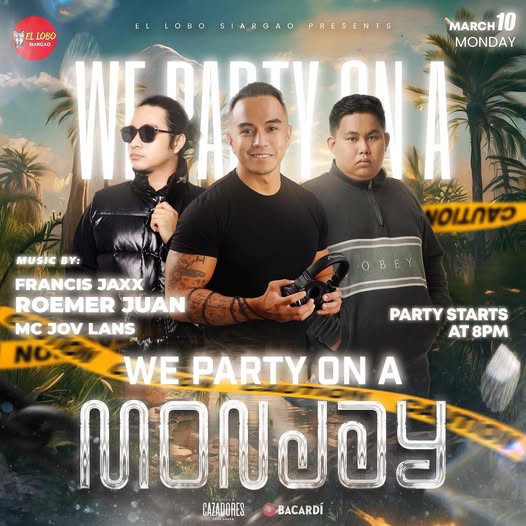 EL LOBO SIARGAO PRESENTS
EL LOBO
SIARGAO
MARCH 10
MONDAY
WE PARTY ON A
CAUTION
OBEY
MUSIC BY:
FRANCIS JAXX
ROEMER JUAN
MC JOV LANS
PARTY STARTS
AT 8PM
WE PARTY ON A
MONDAY
CAUTION
CAZADORES
BACARDÍ